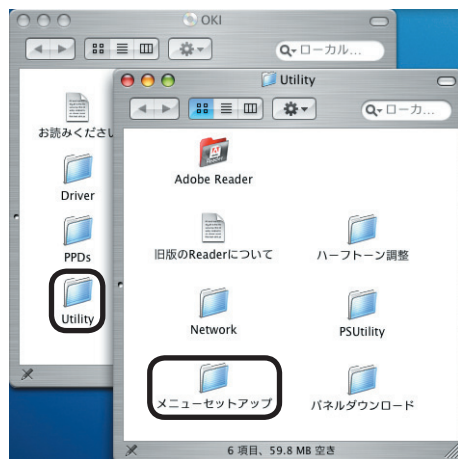 OKI
ローカル...
お読みくださ
Driver
PPDs
Utility
Utility
ローカ...
Adobe Reader
旧版のReaderについて
ハーフトーン調整
Network
PSUtility
メニューセットアップ
パネルダウンロード
6 項目、59.8 MB 空き